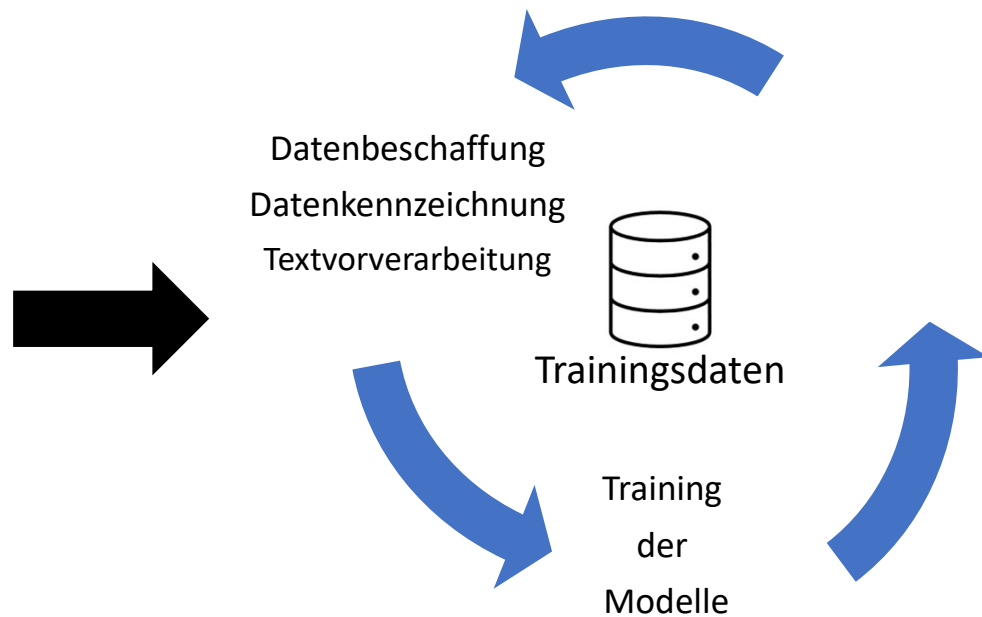 Datenbeschaffung
Datenkennzeichnung
Textvorverarbeitung
Trainingsdaten
Training
der
Modelle